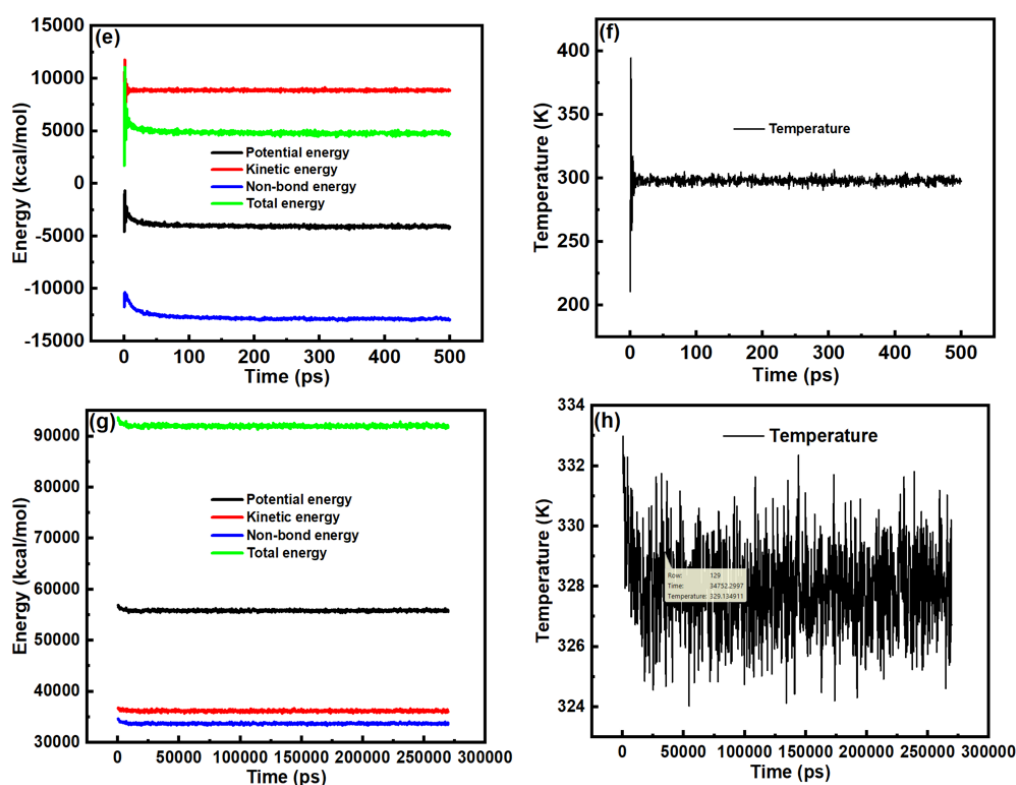 (e)
15000
10000
5000
0
-5000
-10000
-15000
Energy (kcal/mol)
Potential energy
Kinetic energy
Non-bond energy
Total energy
0 100 200 300 400 500
Time (ps)
(f)
400
350
300
250
200
Temperature (K)
Temperature
0 100 200 300 400 500
Time (ps)
(g)
90000
80000
70000
60000
50000
40000
30000
Energy (kcal/mol)
Potential energy
Kinetic energy
Non-bond energy
Total energy
0 50000 100000 150000 200000 250000 300000
Time (ps)
(h)
334
332
330
328
326
324
Temperature (K)
Temperature
Row: 129
Time: 34752.2997
Temperature: 329.134911
0 50000 100000 150000 200000 250000 300000
Time (ps)